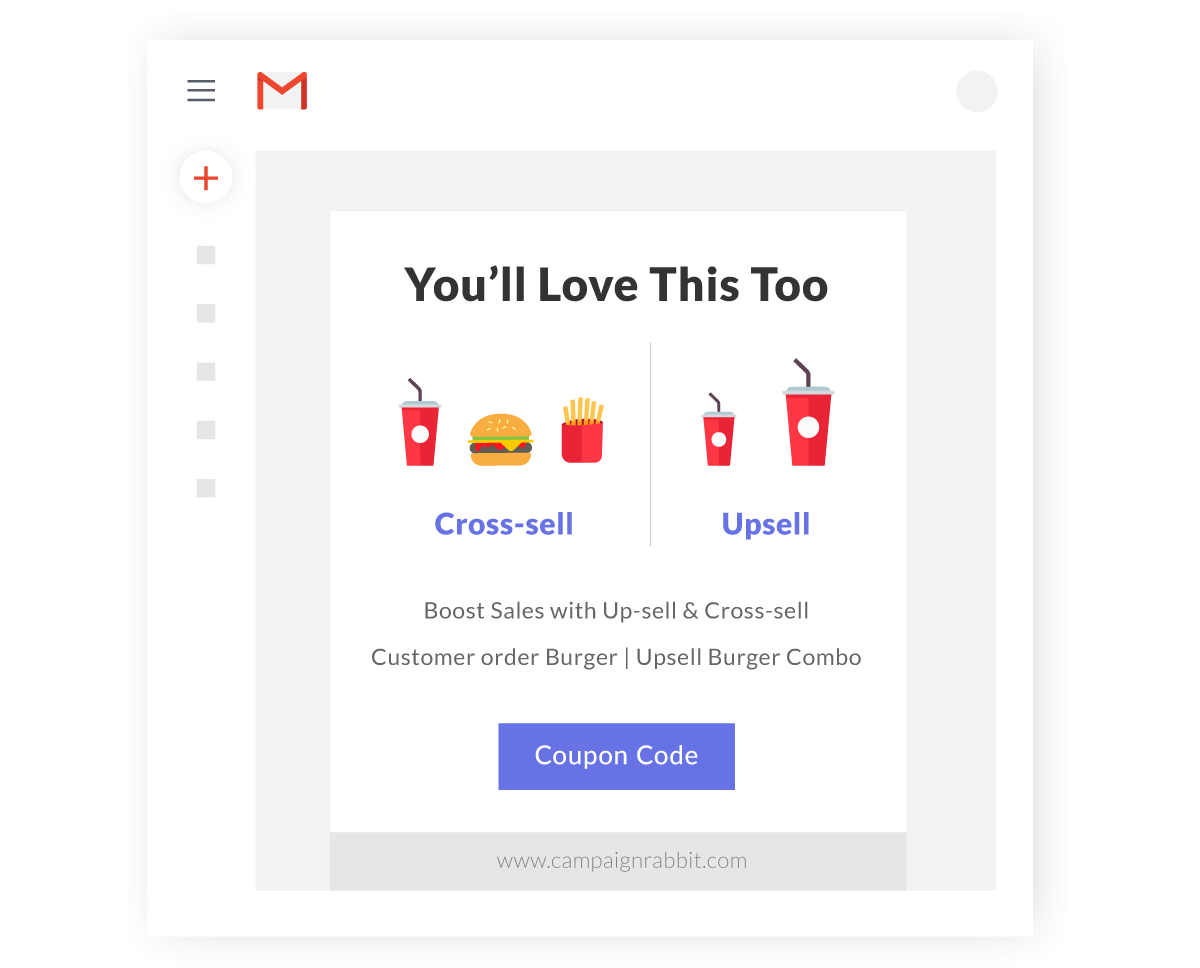 You’ll Love This Too
Cross-sell
Upsell
Boost Sales with Up-sell & Cross-sell
Customer order Burger | Upsell Burger Combo
Coupon Code
www.campaignrabbit.com